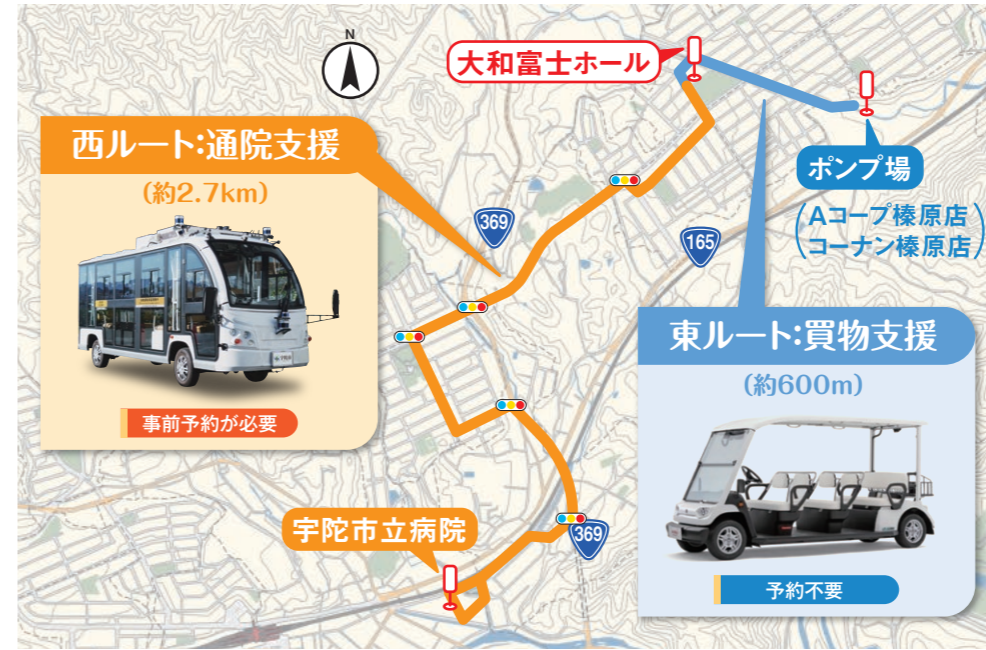 N
大和富士ホール
西ルート:通院支援
(約2.7km)
事前予約が必要
369
165
ポンプ場
(Aコープ榛原店
コーナン榛原店)
東ルート:買物支援
(約600m)
予約不要
宇陀市立病院
369